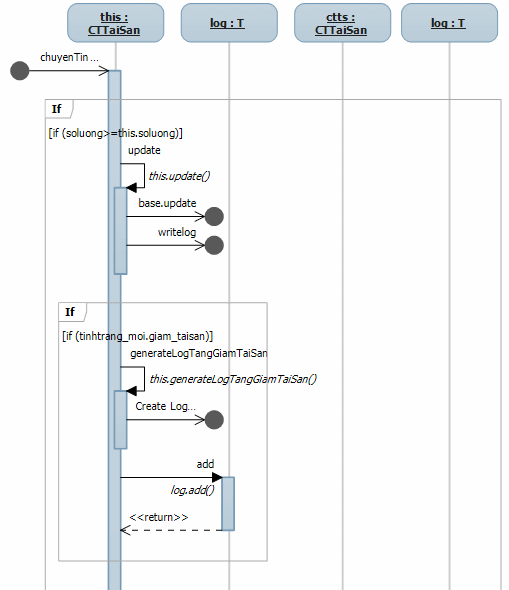 this :
CTTaiSan
log : T
ctts :
CTTaiSan
log : T
chuyenTin ...
If
[if (soluong>=this.soluong)]
update
this.update()
base.update
writelog
If
[if (tinhtrang_moi.giam_taisan)]
generateLogTangGiamTaiSan
this.generateLogTangGiamTaiSan()
Create Log...
add
log.add()
<<return>>